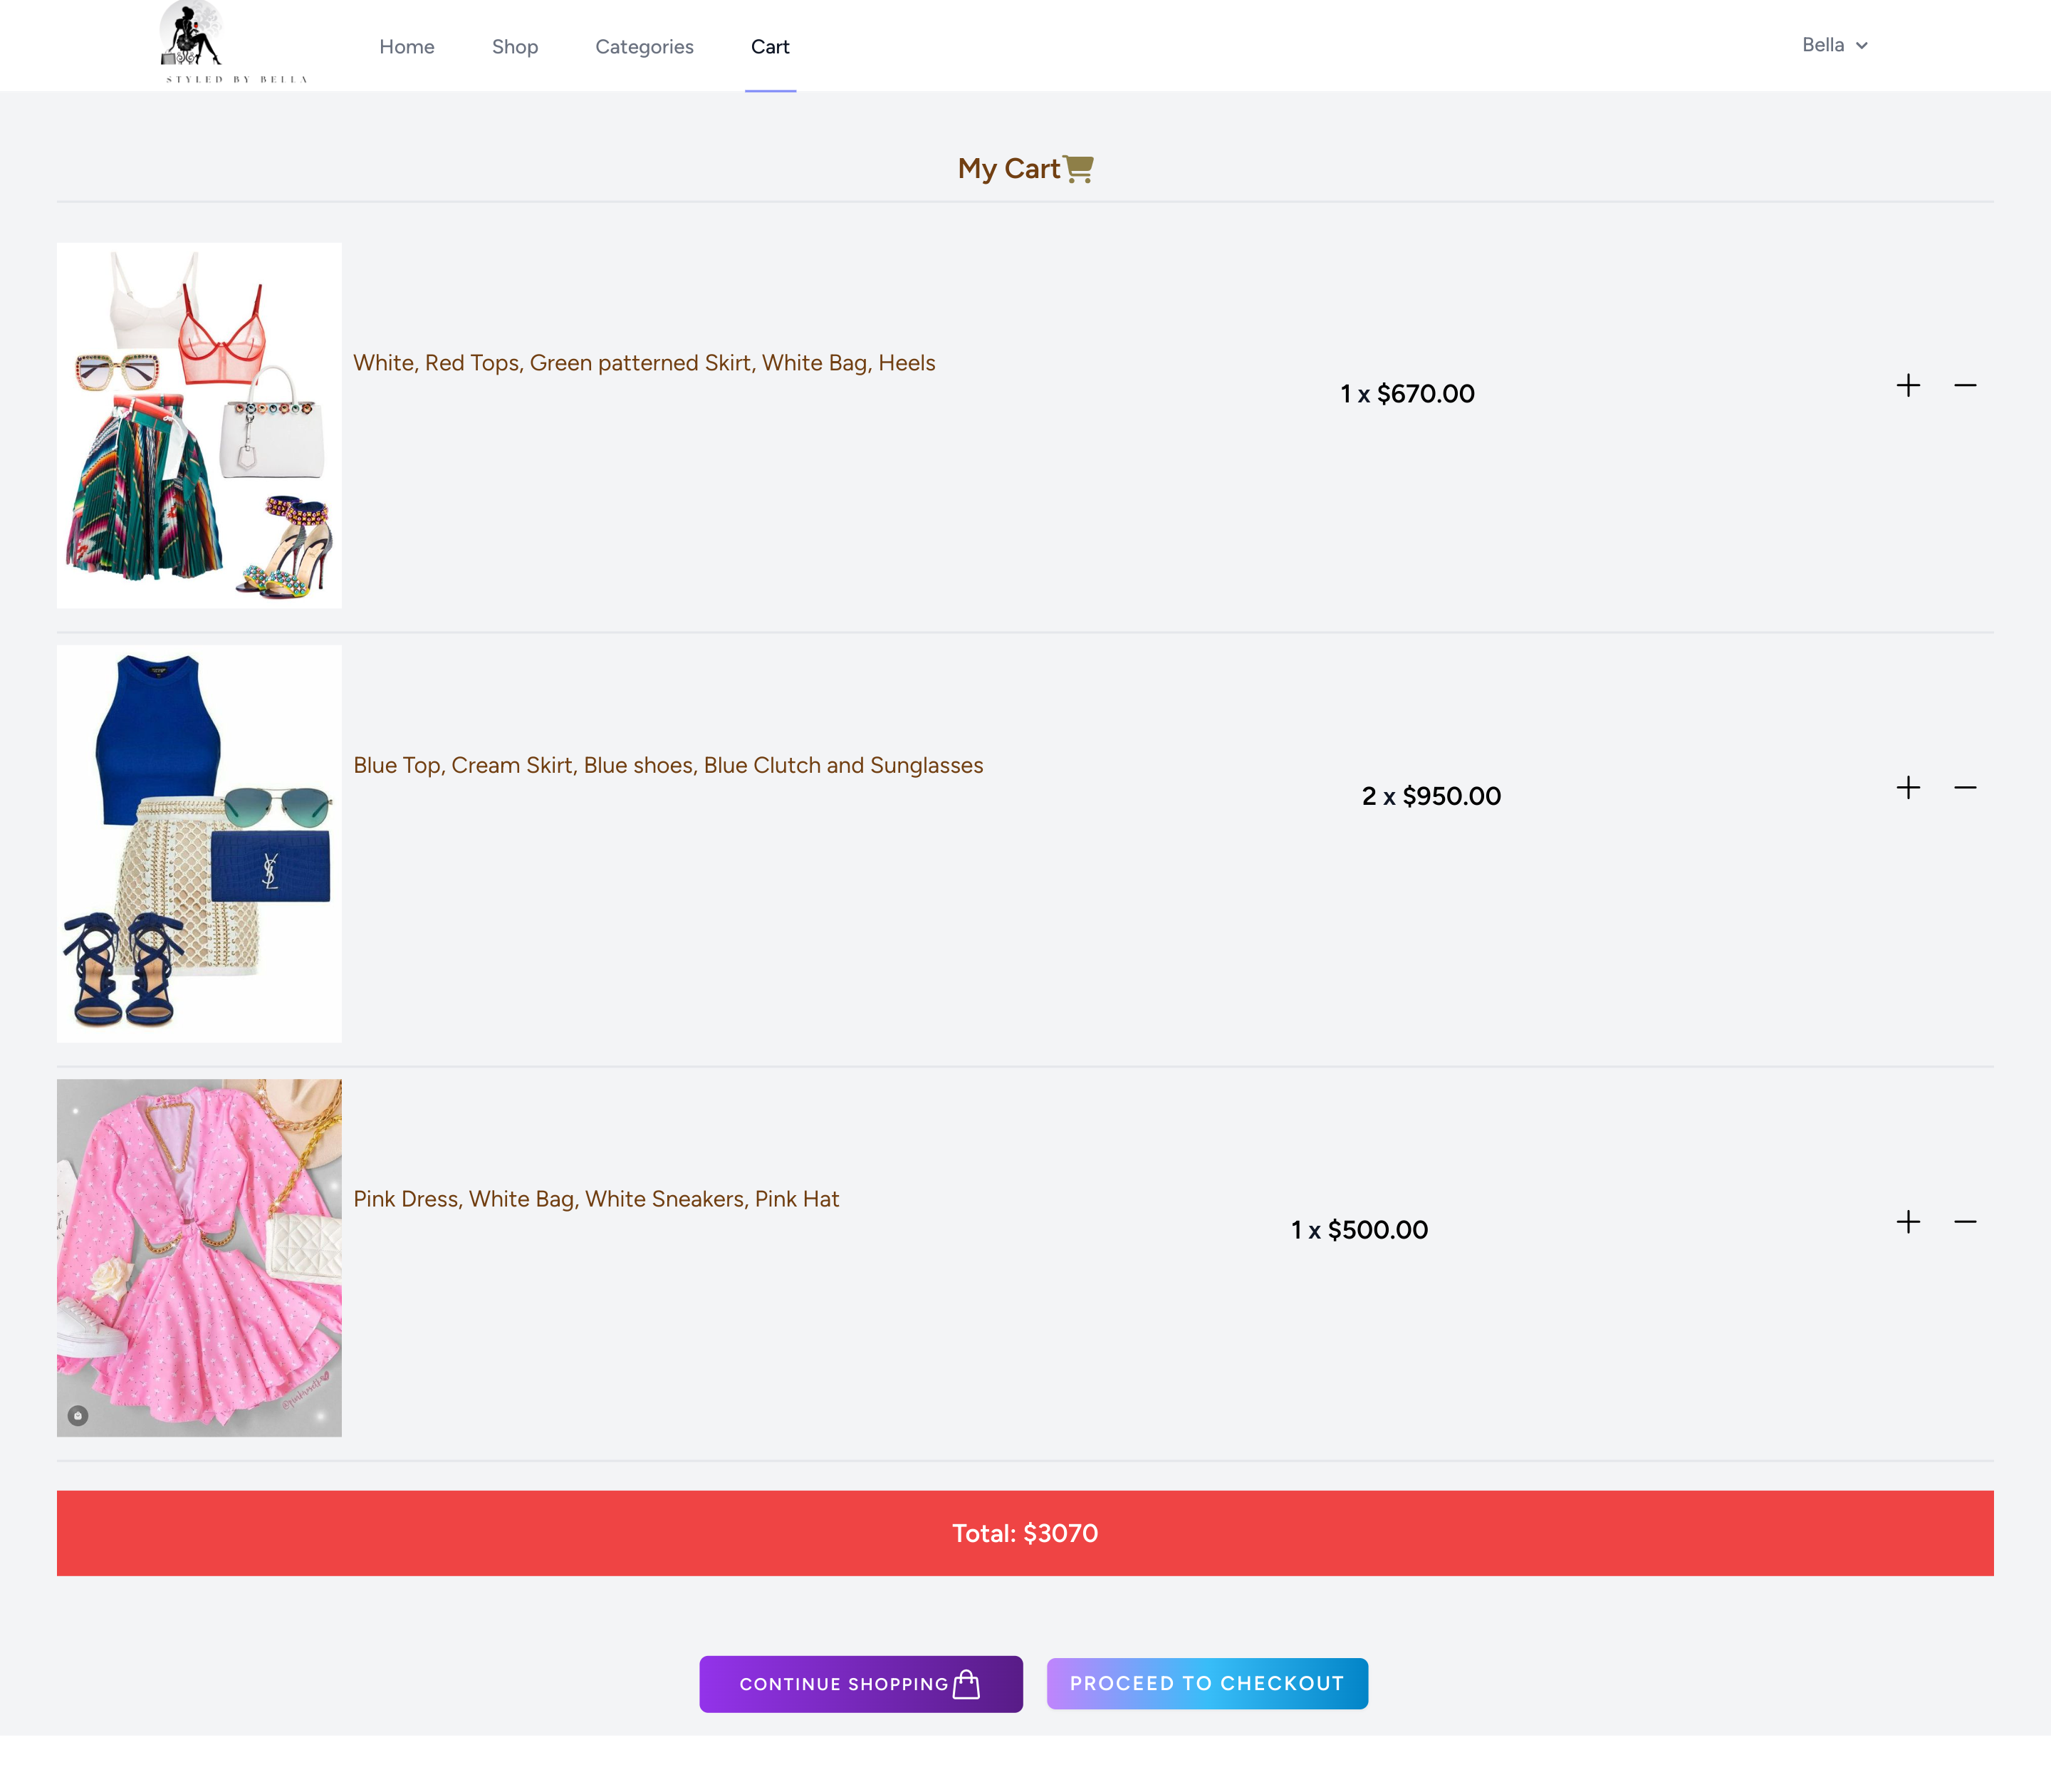 STYLED BY BELLA
Home Shop Categories Cart
Bella
My Cart
White, Red Tops, Green patterned Skirt, White Bag, Heels
1 x $670.00
Blue Top, Cream Skirt, Blue shoes, Blue Clutch and Sunglasses
2 x $950.00
YSL
Pink Dress, White Bag, White Sneakers, Pink Hat
1 x $500.00
Total: $3070
CONTINUE SHOPPING
PROCEED TO CHECKOUT